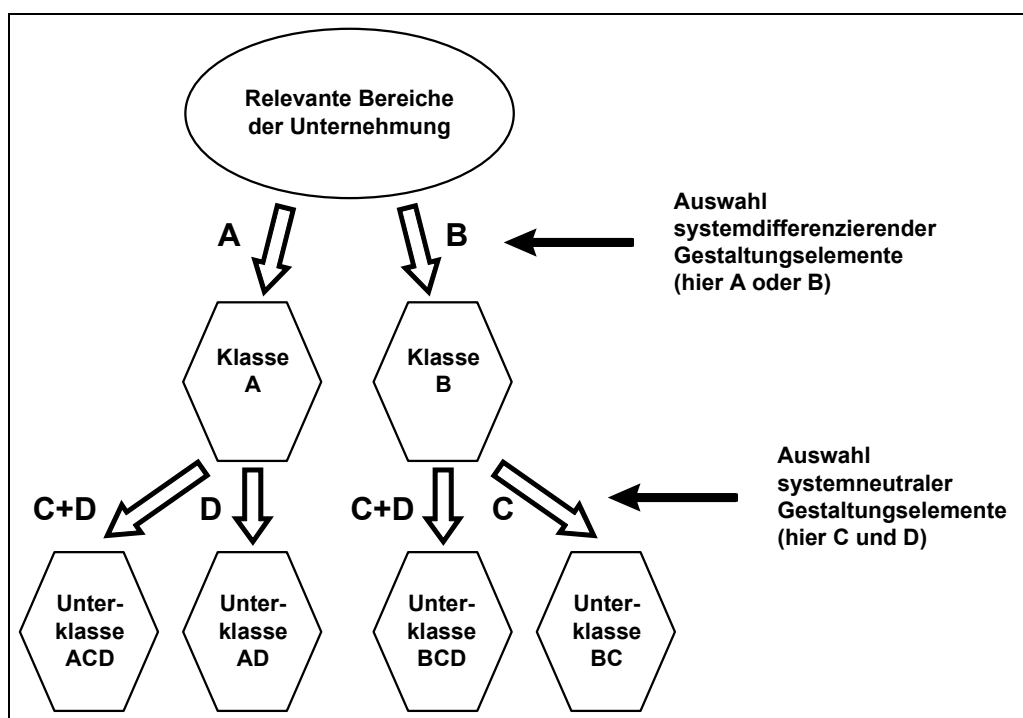 Relevante Bereiche
der Unternehmung
A
B
Auswahl
systemdifferenzierender
Gestaltungselemente
(hier A oder B)
Klasse
A
Klasse
B
C+D
D
C+D
C
Auswahl
systemneutraler
Gestaltungselemente
(hier C und D)
Unter-
klasse
ACD
Unter-
klasse
AD
Unter-
klasse
BCD
Unter-
klasse
BC